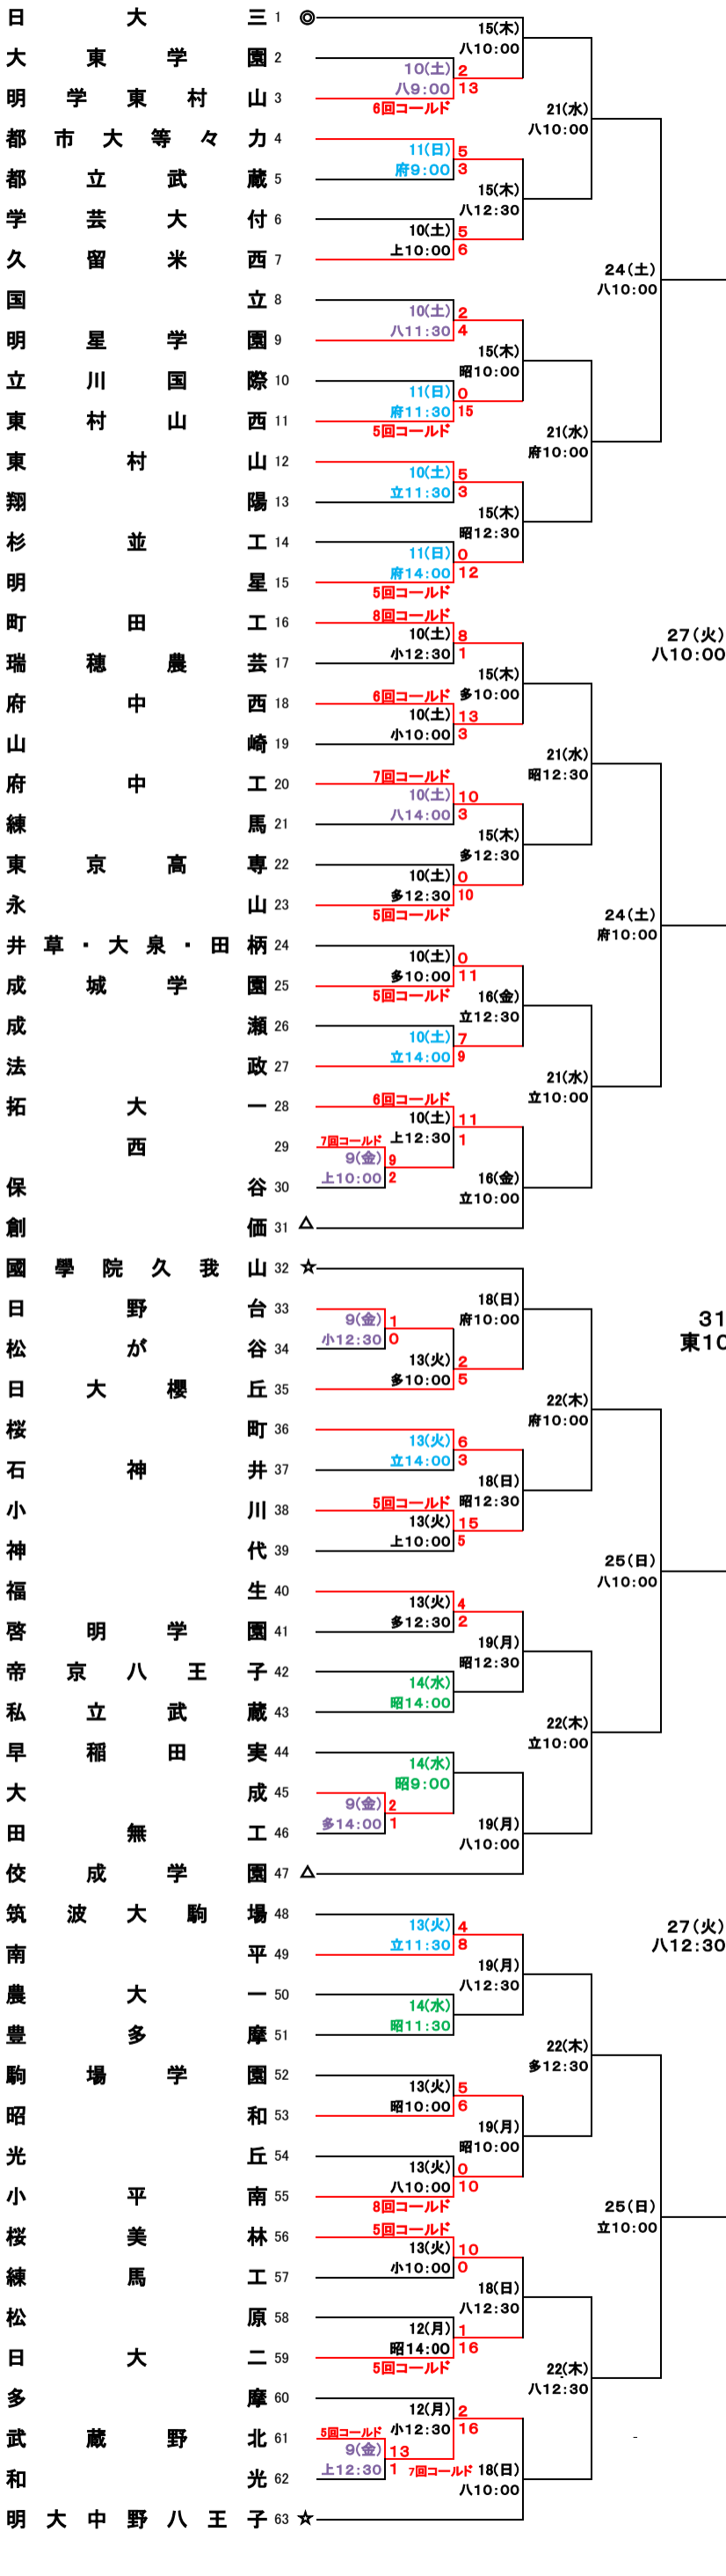 日大三 1 ◎
15(木)
八10:00
大東学園 2
10(土) 2
八9:00 13
明学東村山 3
6回コールド
21(水)
八10:00
都市大等々力 4
11(日) 5
府9:00 3
都立武蔵 5
15(木)
八12:30
学芸大付 6
10(土) 5
上10:00 6
久留米西 7
24(土)
八10:00
国立 8
10(土) 2
八11:30 4
明星学園 9
15(木)
昭10:00
立川国際 10
11(日) 0
府11:30 15
東村山西 11
5回コールド
21(水)
府10:00
東村山 12
10(土) 5
立11:30 3
翔陽 13
15(木)
昭12:30
杉並工 14
11(日) 0
府14:00 12
明星 15
5回コールド
8回コールド
町田工 16
10(土) 8
小12:30 1
27(火)
八10:00
瑞穂農芸 17
15(木)
多10:00
6回コールド
府中西 18
10(土) 13
小10:00 3
山崎 19
21(水)
昭12:30
7回コールド
府中工 20
10(土) 10
八14:00 3
練馬 21
15(木)
多12:30
東京高専 22
10(土) 0
多12:30 10
永山 23
5回コールド
24(土)
府10:00
井草・大泉・田柄 24
10(土) 0
多10:00 11
成城学園 25
5回コールド
16(金)
立12:30
成瀬 26
10(土) 7
立14:00 9
法政 27
21(水)
立10:00
6回コールド
拓大一 28
10(土) 11
上12:30 1
西 29
7回コールド
9(金) 9
上10:00 2
16(金)
立10:00
保谷 30
創価 31 △
國學院久我山 32 ☆
18(日)
府10:00
日野台 33
9(金) 1
小12:30 0
31
東10
松が谷 34
13(火) 2
多10:00 5
日大櫻丘 35
22(木)
府10:00
桜町 36
13(火) 6
立14:00 3
石神井 37
18(日)
昭12:30
小川 38
5回コールド
13(火) 15
上10:00 5
神代 39
25(日)
八10:00
福生 40
13(火) 4
多12:30 2
啓明学園 41
19(月)
昭12:30
帝京八王子 42
14(水)
昭14:00
私立武蔵 43
22(木)
立10:00
早稲田実 44
14(水)
昭9:00
大成 45
9(金) 2
多14:00 1
田無工 46
19(月)
八10:00
佼成学園 47 △
筑波大駒場 48
13(火) 4
立11:30 8
27(火)
八12:30
南平 49
19(月)
八12:30
農大一 50
14(水)
昭11:30
豊多摩 51
22(木)
多12:30
駒場学園 52
13(火) 5
昭10:00 6
昭和 53
19(月)
昭10:00
光丘 54
13(火) 0
八10:00 10
小平南 55
8回コールド
25(日)
立10:00
5回コールド
桜美林 56
13(火) 10
小10:00 0
練馬工 57
18(日)
八12:30
松原 58
12(月) 1
昭14:00 16
日大二 59
5回コールド
22(木)
八12:30
多摩 60
12(月) 2
小12:30 16
武蔵野北 61
5回コールド
9(金) 13
上12:30 1
7回コールド
18(日)
八10:00
和光 62
明大中野八王子 63 ☆